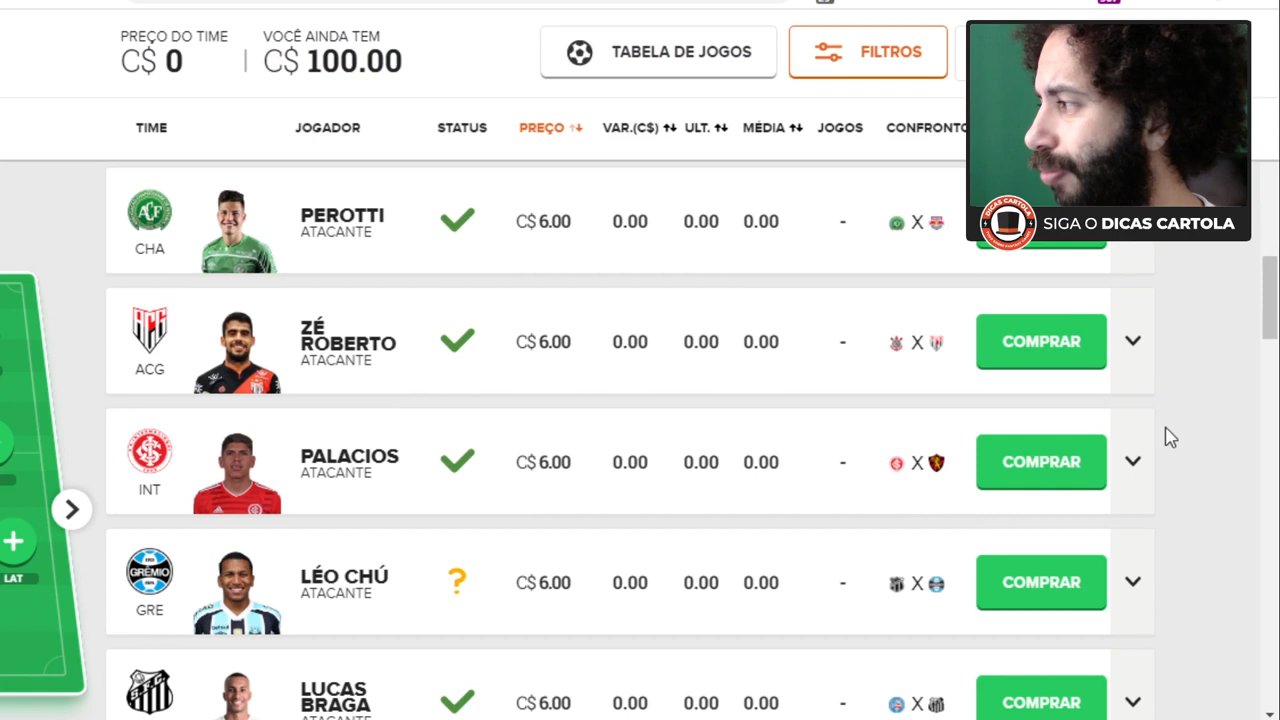 PREÇO DO TIME
C$ 0
VOCÊ AINDA TEM
C$ 100.00
TABELA DE JOGOS
FILTROS
TIME JOGADOR STATUS PREÇO VAR.(C$) ULT. MÉDIA JOGOS CONFRONTO
CHA
PEROTTI
ATACANTE
C$ 6.00 0.00 0.00 0.00 - X
DICAS CARTOLA
SIGA O DICAS CARTOLA
ACG
ZÉ
ROBERTO
ATACANTE
C$ 6.00 0.00 0.00 0.00 - X
COMPRAR
INT
PALACIOS
ATACANTE
C$ 6.00 0.00 0.00 0.00 - X
COMPRAR
LAT
GRÊMIO
GRE
LÉO CHÚ
ATACANTE
?
C$ 6.00 0.00 0.00 0.00 - X
COMPRAR
LUCAS
BRAGA
ATACANTE
C$ 6.00 0.00 0.00 0.00 - X
COMPRAR